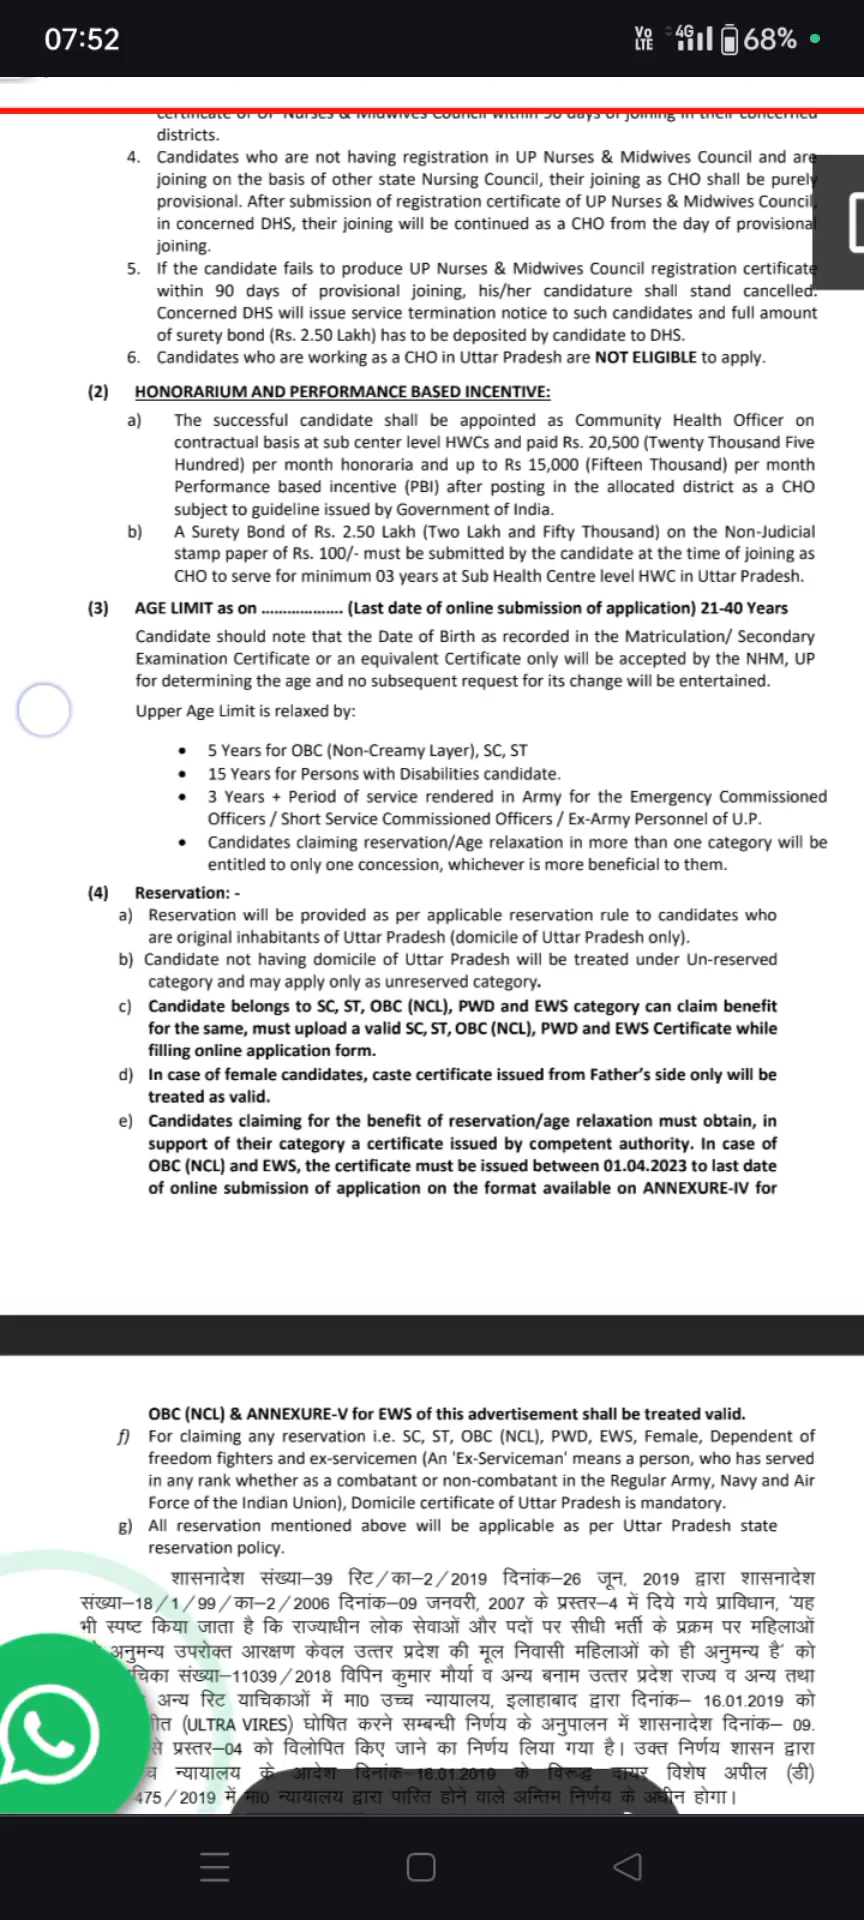 07:52
Vo LTE 4G 68%
certificate of UP Nurses & Midwives Council within 90 days of joining in their concerned
districts.
4. Candidates who are not having registration in UP Nurses & Midwives Council and are
joining on the basis of other state Nursing Council, their joining as CHO shall be purely
provisional. After submission of registration certificate of UP Nurses & Midwives Council,
in concerned DHS, their joining will be continued as a CHO from the day of provisional
joining.
5. If the candidate fails to produce UP Nurses & Midwives Council registration certificate
within 90 days of provisional joining, his/her candidature shall stand cancelled.
Concerned DHS will issue service termination notice to such candidates and full amount
of surety bond (Rs. 2.50 Lakh) has to be deposited by candidate to DHS.
6. Candidates who are working as a CHO in Uttar Pradesh are NOT ELIGIBLE to apply.
(2) HONORARIUM AND PERFORMANCE BASED INCENTIVE:
a) The successful candidate shall be appointed as Community Health Officer on
contractual basis at sub center level HWCs and paid Rs. 20,500 (Twenty Thousand Five
Hundred) per month honoraria and up to Rs 15,000 (Fifteen Thousand) per month
Performance based incentive (PBI) after posting in the allocated district as a CHO
subject to guideline issued by Government of India.
b) A Surety Bond of Rs. 2.50 Lakh (Two Lakh and Fifty Thousand) on the Non-Judicial
stamp paper of Rs. 100/- must be submitted by the candidate at the time of joining as
CHO to serve for minimum 03 years at Sub Health Centre level HWC in Uttar Pradesh.
(3) AGE LIMIT as on .................... (Last date of online submission of application) 21-40 Years
Candidate should note that the Date of Birth as recorded in the Matriculation/ Secondary
Examination Certificate or an equivalent Certificate only will be accepted by the NHM, UP
for determining the age and no subsequent request for its change will be entertained.
Upper Age Limit is relaxed by:
• 5 Years for OBC (Non-Creamy Layer), SC, ST
• 15 Years for Persons with Disabilities candidate.
• 3 Years + Period of service rendered in Army for the Emergency Commissioned
Officers / Short Service Commissioned Officers / Ex-Army Personnel of U.P.
• Candidates claiming reservation/Age relaxation in more than one category will be
entitled to only one concession, whichever is more beneficial to them.
(4) Reservation: -
a) Reservation will be provided as per applicable reservation rule to candidates who
are original inhabitants of Uttar Pradesh (domicile of Uttar Pradesh only).
b) Candidate not having domicile of Uttar Pradesh will be treated under Un-reserved
category and may apply only as unreserved category.
c) Candidate belongs to SC, ST, OBC (NCL), PWD and EWS category can claim benefit
for the same, must upload a valid SC, ST, OBC (NCL), PWD and EWS Certificate while
filling online application form.
d) In case of female candidates, caste certificate issued from Father's side only will be
treated as valid.
e) Candidates claiming for the benefit of reservation/age relaxation must obtain, in
support of their category a certificate issued by competent authority. In case of
OBC (NCL) and EWS, the certificate must be issued between 01.04.2023 to last date
of online submission of application on the format available on ANNEXURE-IV for
OBC (NCL) & ANNEXURE-V for EWS of this advertisement shall be treated valid.
f) For claiming any reservation i.e. SC, ST, OBC (NCL), PWD, EWS, Female, Dependent of
freedom fighters and ex-servicemen (An 'Ex-Serviceman' means a person, who has served
in any rank whether as a combatant or non-combatant in the Regular Army, Navy and Air
Force of the Indian Union), Domicile certificate of Uttar Pradesh is mandatory.
g) All reservation mentioned above will be applicable as per Uttar Pradesh state
reservation policy.
शासनादेश संख्या–39 रिट/का–2/2019 दिनांक–26 जून, 2019 द्वारा शासनादेश
संख्या–18/1/99/का–2/2006 दिनांक–09 जनवरी, 2007 के प्रस्तर–4 में दिये गये प्राविधान, 'यह
भी स्पष्ट किया जाता है कि राज्याधीन लोक सेवाओं और पदों पर सीधी भर्ती के प्रक्रम पर महिलाओं
अनुमन्य उपरोक्त आरक्षण केवल उत्तर प्रदेश की मूल निवासी महिलाओं को ही अनुमन्य है' को
चिका संख्या–11039/2018 विपिन कुमार मौर्या व अन्य बनाम उत्तर प्रदेश राज्य व अन्य तथा
अन्य रिट याचिकाओं में मा0 उच्च न्यायालय, इलाहाबाद द्वारा दिनांक– 16.01.2019 को
ीत (ULTRA VIRES) घोषित करने सम्बन्धी निर्णय के अनुपालन में शासनादेश दिनांक– 09.
से प्रस्तर–04 को विलोपित किए जाने का निर्णय लिया गया है। उक्त निर्णय शासन द्वारा
च न्यायालय के आदेश दिनांक–16.01.2019 के विरूद्ध दायर विशेष अपील (डी)
475/2019 में मा0 न्यायालय द्वारा पारित होने वाले अन्तिम निर्णय के अधीन होगा।